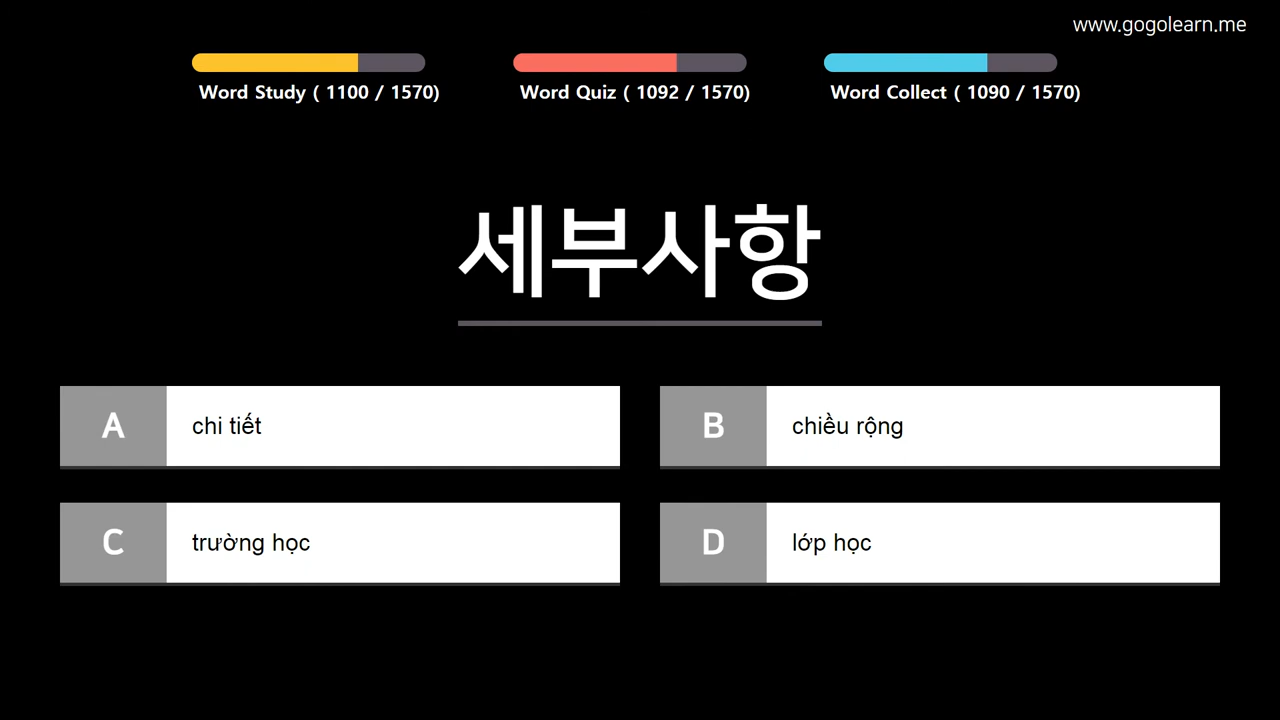 www.gogolearn.me
Word Study ( 1100 / 1570)
Word Quiz ( 1092 / 1570)
Word Collect ( 1090 / 1570)
세부사항
A chi tiết
B chiều rộng
C trường học
D lớp học